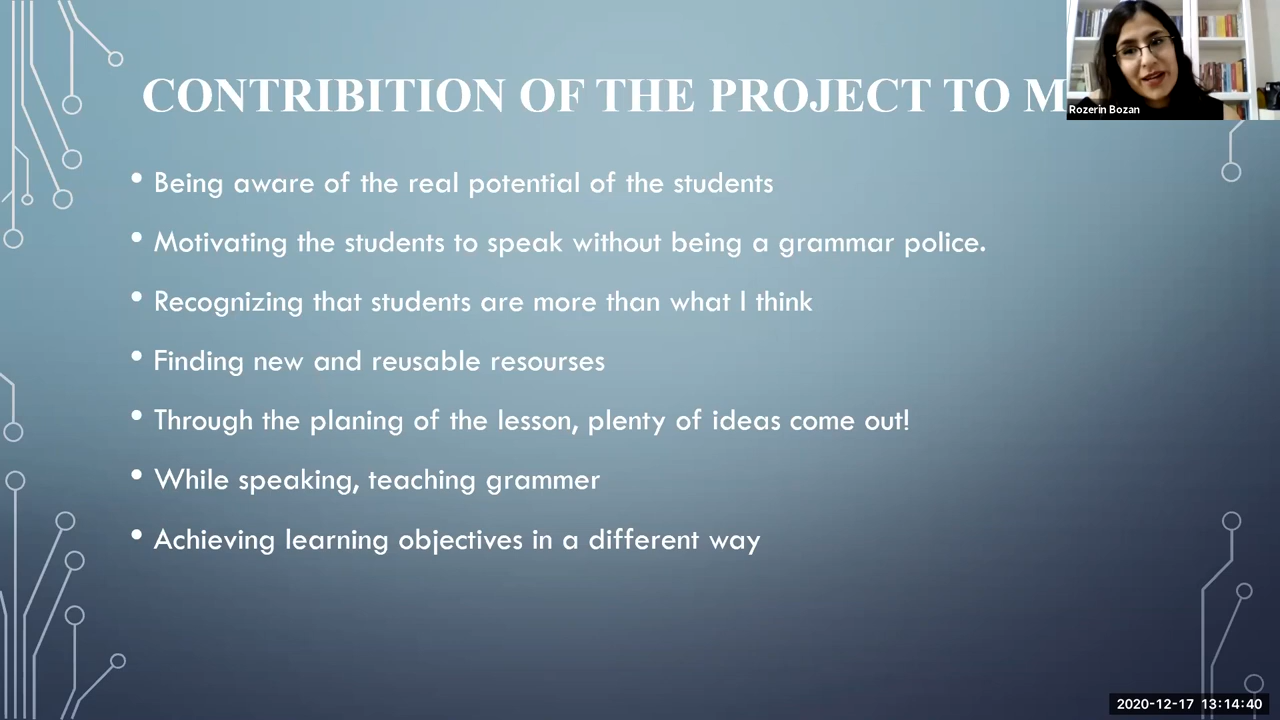 CONTRIBITION OF THE PROJECT TO M
Rozerin Bozan
• Being aware of the real potential of the students
• Motivating the students to speak without being a grammar police.
• Recognizing that students are more than what I think
• Finding new and reusable resourses
• Through the planing of the lesson, plenty of ideas come out!
• While speaking, teaching grammer
• Achieving learning objectives in a different way
2020-12-17 13:14:40